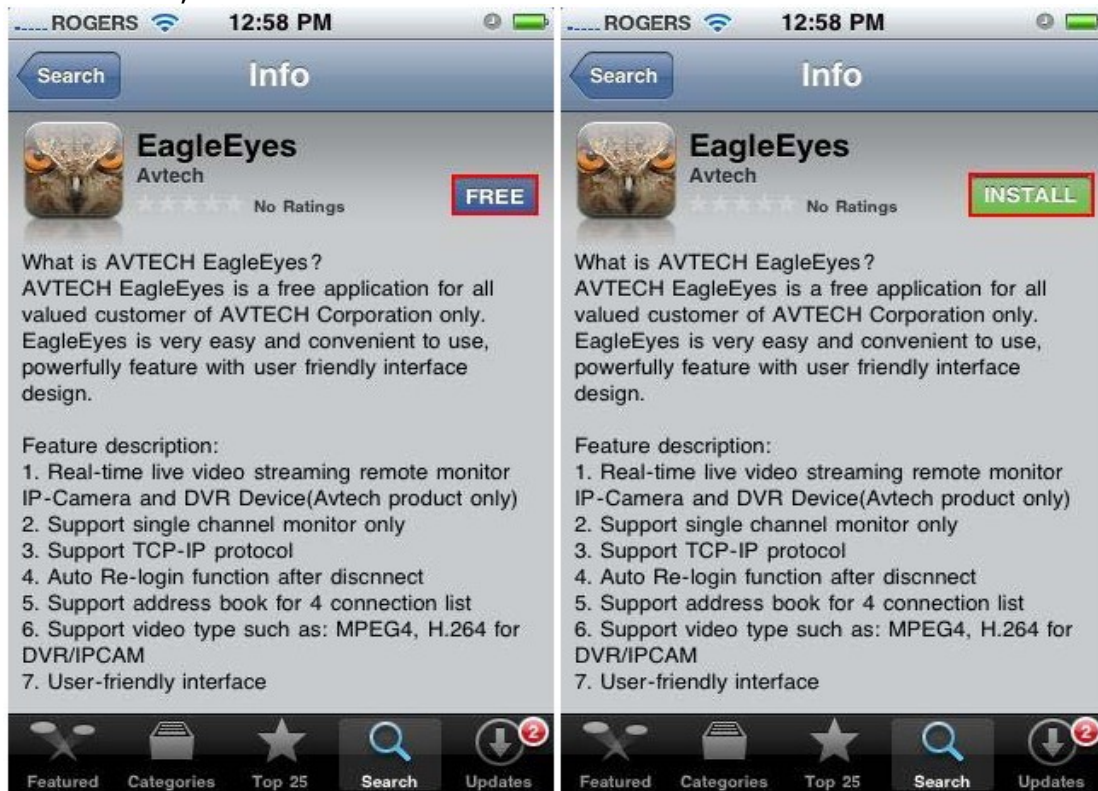 ROGERS 12:58 PM
Search Info
EagleEyes
Avtech
No Ratings
FREE
What is AVTECH EagleEyes?
AVTECH EagleEyes is a free application for all
valued customer of AVTECH Corporation only.
EagleEyes is very easy and convenient to use,
powerfully feature with user friendly interface
design.
Feature description:
1. Real-time live video streaming remote monitor
IP-Camera and DVR Device(Avtech product only)
2. Support single channel monitor only
3. Support TCP-IP protocol
4. Auto Re-login function after discnnect
5. Support address book for 4 connection list
6. Support video type such as: MPEG4, H.264 for
DVR/IPCAM
7. User-friendly interface
2
Featured Categories Top 25 Search Updates
ROGERS 12:58 PM
Search Info
EagleEyes
Avtech
No Ratings
INSTALL
What is AVTECH EagleEyes?
AVTECH EagleEyes is a free application for all
valued customer of AVTECH Corporation only.
EagleEyes is very easy and convenient to use,
powerfully feature with user friendly interface
design.
Feature description:
1. Real-time live video streaming remote monitor
IP-Camera and DVR Device(Avtech product only)
2. Support single channel monitor only
3. Support TCP-IP protocol
4. Auto Re-login function after discnnect
5. Support address book for 4 connection list
6. Support video type such as: MPEG4, H.264 for
DVR/IPCAM
7. User-friendly interface
2
Featured Categories Top 25 Search Updates